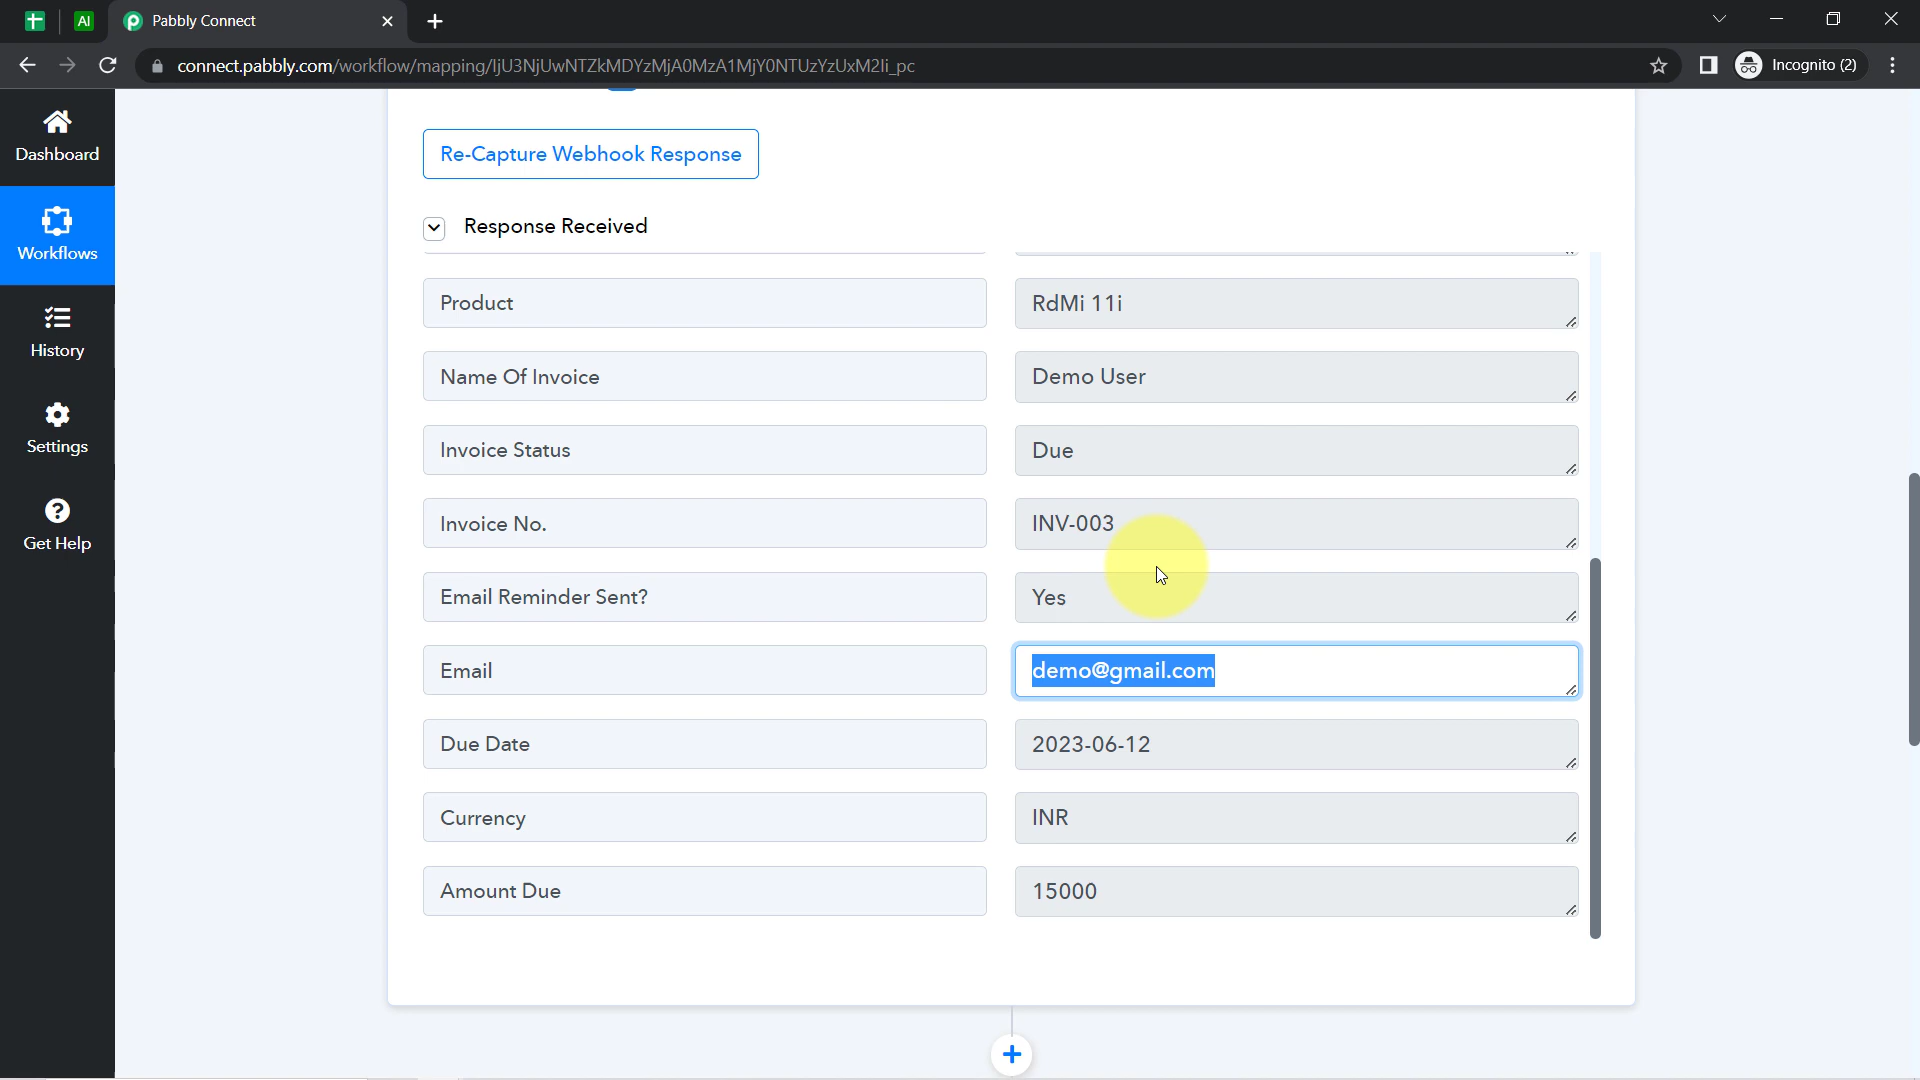 AI
Pabbly Connect
connect.pabbly.com/workflow/mapping/IjU3NjUwNTZkMDYzMjA0MzA1MjY0NTUzYzUxM2Ii_pc
Incognito (2)
Dashboard
Workflows
History
Settings
Get Help
Re-Capture Webhook Response
Response Received
Product RdMi 11i
Name Of Invoice Demo User
Invoice Status Due
Invoice No. INV-003
Email Reminder Sent? Yes
Email demo@gmail.com
Due Date 2023-06-12
Currency INR
Amount Due 15000